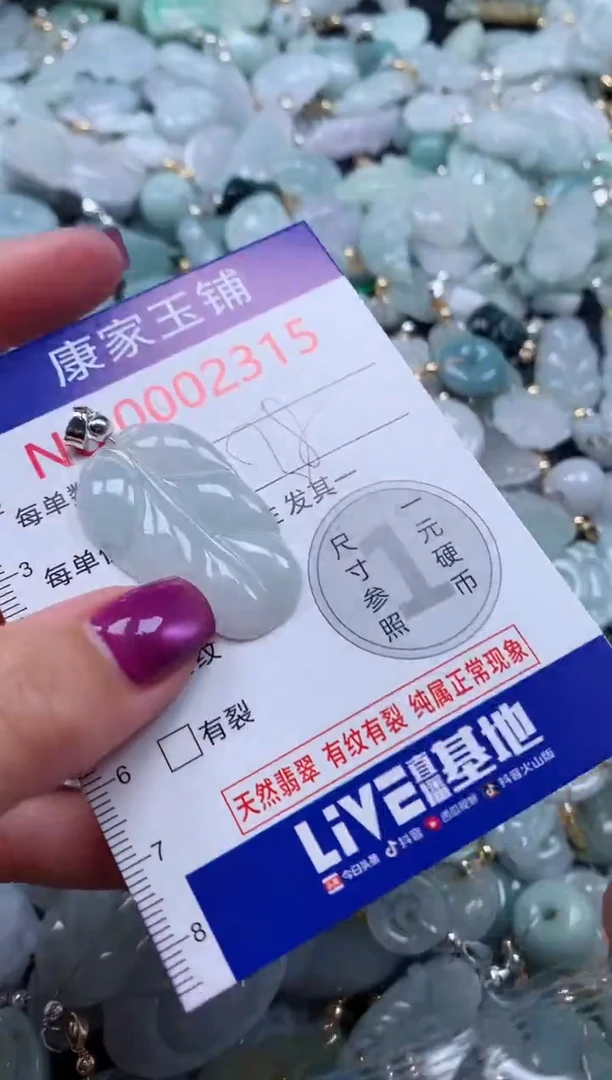 康家玉铺
N00002315
78
每单
发其一
3
每单
尺寸参照
1
一元硬币
纹
有裂
天然翡翠 有纹有裂 纯属正常现象
6
LiVE直播基地
今日头条 抖音 西瓜视频 抖音火山版
7
8